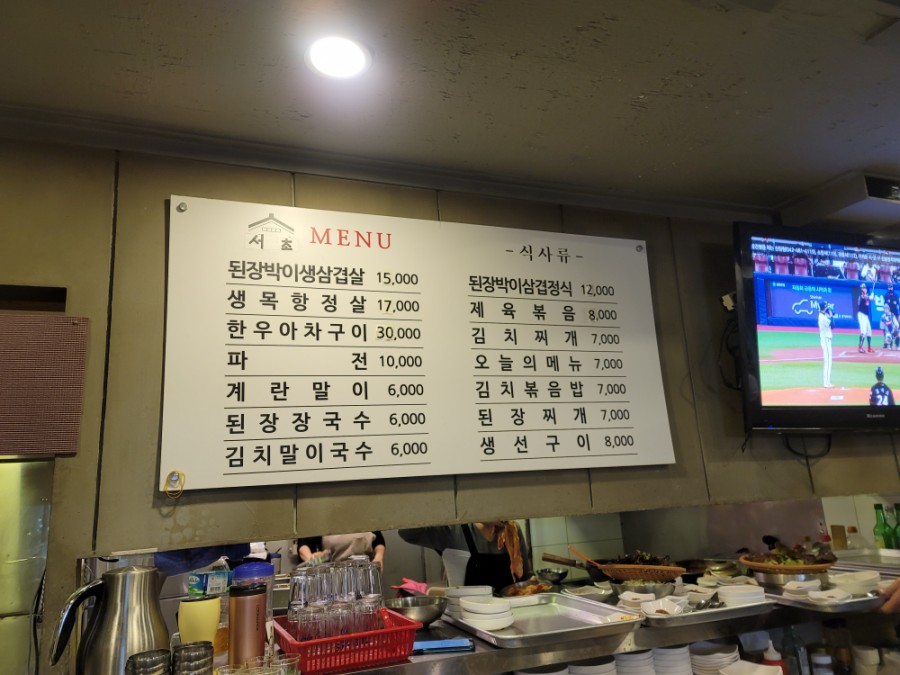 서초 MENU
된장박이생삼겹살 15,000
생목항정살 17,000
한우아차구이 30,000
파전 10,000
계란말이 6,000
된장장국수 6,000
김치말이국수 6,000
-식사류-
된장박이삼겹정식 12,000
제육볶음 8,000
김치찌개 7,000
오늘의메뉴 7,000
김치볶음밥 7,000
된장찌개 7,000
생선구이 8,000
24